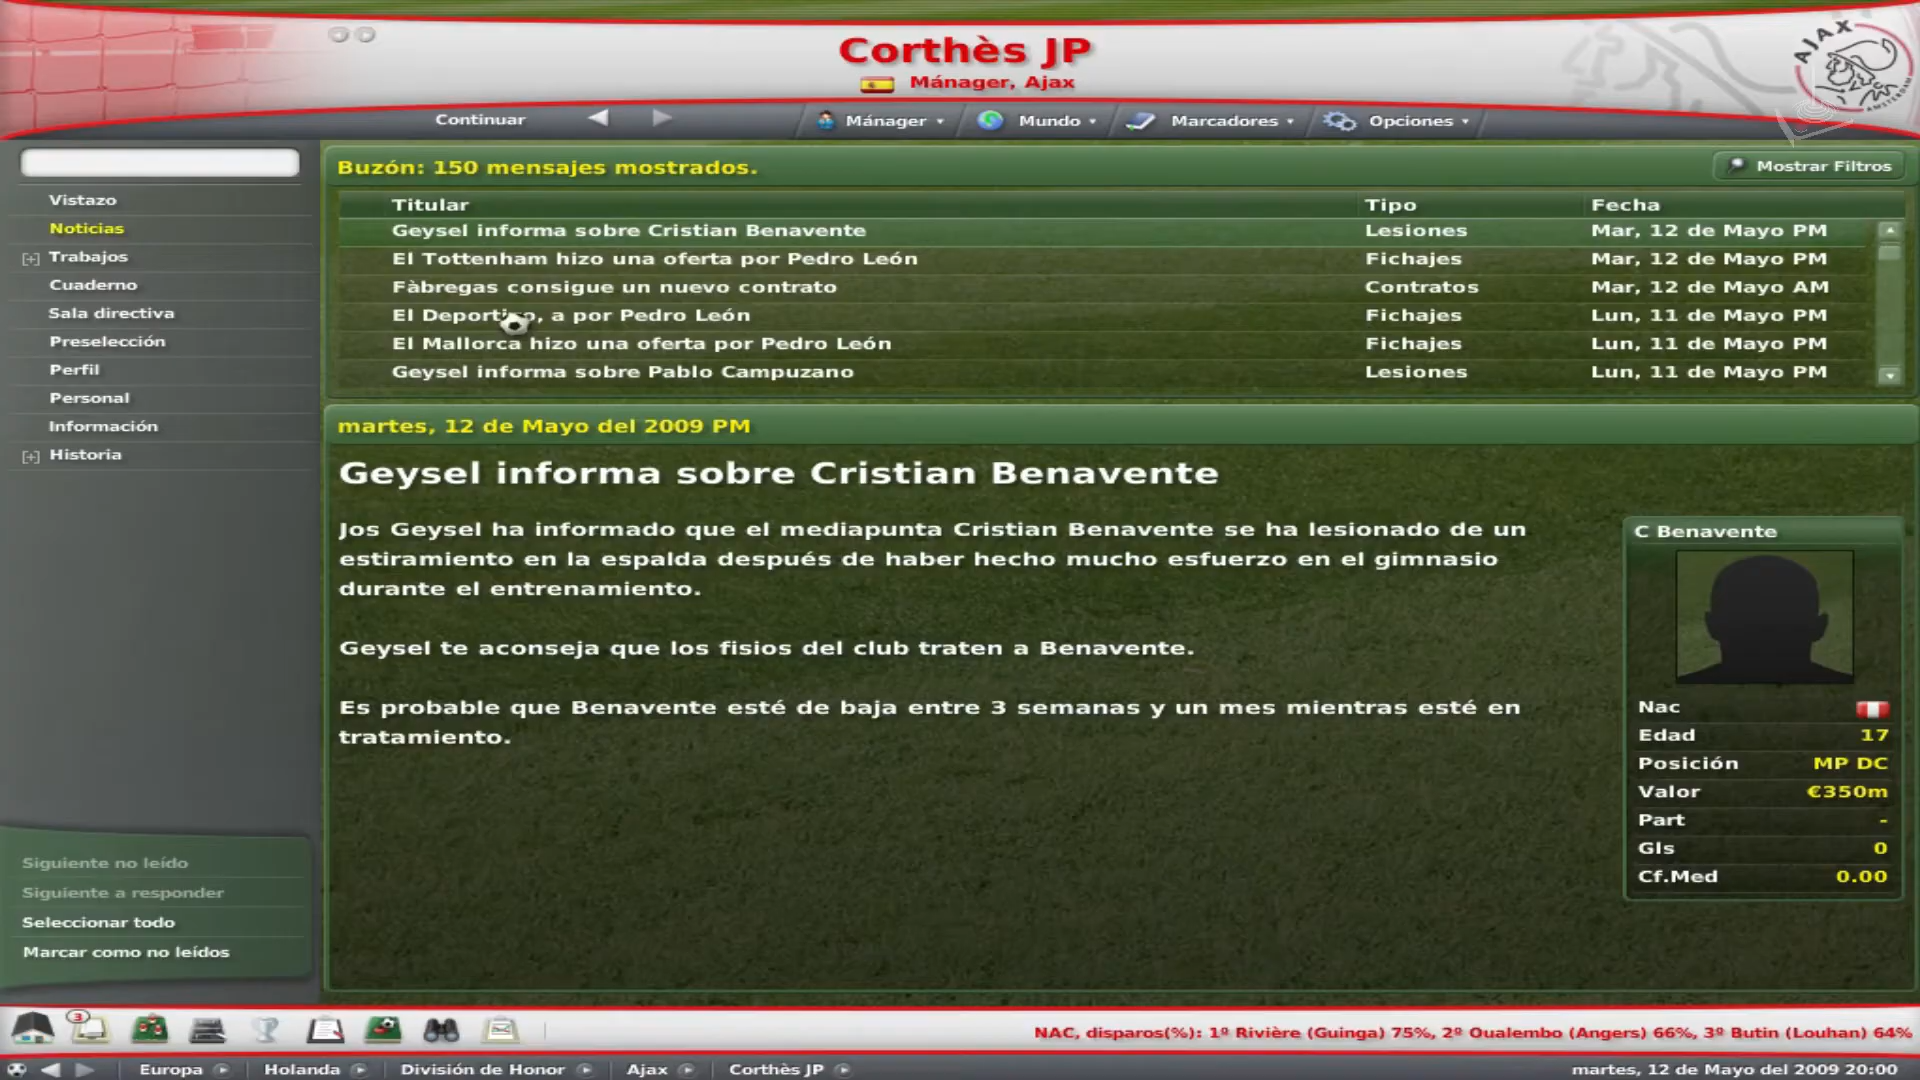 Corthès JP
Mánager, Ajax
AJAX
AMSTERDAM
Continuar
Mánager
Mundo
Marcadores
Opciones
Vistazo
Noticias
[+] Trabajos
Cuaderno
Sala directiva
Preselección
Perfil
Personal
Información
[+] Historia
Buzón: 150 mensajes mostrados.
Mostrar Filtros
Titular Tipo Fecha
Geysel informa sobre Cristian Benavente Lesiones Mar, 12 de Mayo PM
El Tottenham hizo una oferta por Pedro León Fichajes Mar, 12 de Mayo PM
Fàbregas consigue un nuevo contrato Contratos Mar, 12 de Mayo AM
El Deportivo, a por Pedro León Fichajes Lun, 11 de Mayo PM
El Mallorca hizo una oferta por Pedro León Fichajes Lun, 11 de Mayo PM
Geysel informa sobre Pablo Campuzano Lesiones Lun, 11 de Mayo PM
martes, 12 de Mayo del 2009 PM
Geysel informa sobre Cristian Benavente
Jos Geysel ha informado que el mediapunta Cristian Benavente se ha lesionado de un
estiramiento en la espalda después de haber hecho mucho esfuerzo en el gimnasio
durante el entrenamiento.
Geysel te aconseja que los fisios del club traten a Benavente.
Es probable que Benavente esté de baja entre 3 semanas y un mes mientras esté en
tratamiento.
C Benavente
Nac
Edad 17
Posición MP DC
Valor €350m
Part -
Gls 0
Cf.Med 0.00
Siguiente no leído
Siguiente a responder
Seleccionar todo
Marcar como no leídos
3
NAC, disparos(%): 1º Rivière (Guinga) 75%, 2º Oualembo (Angers) 66%, 3º Butin (Louhan) 64%
Europa
Holanda
División de Honor
Ajax
Corthès JP
martes, 12 de Mayo del 2009 20:00